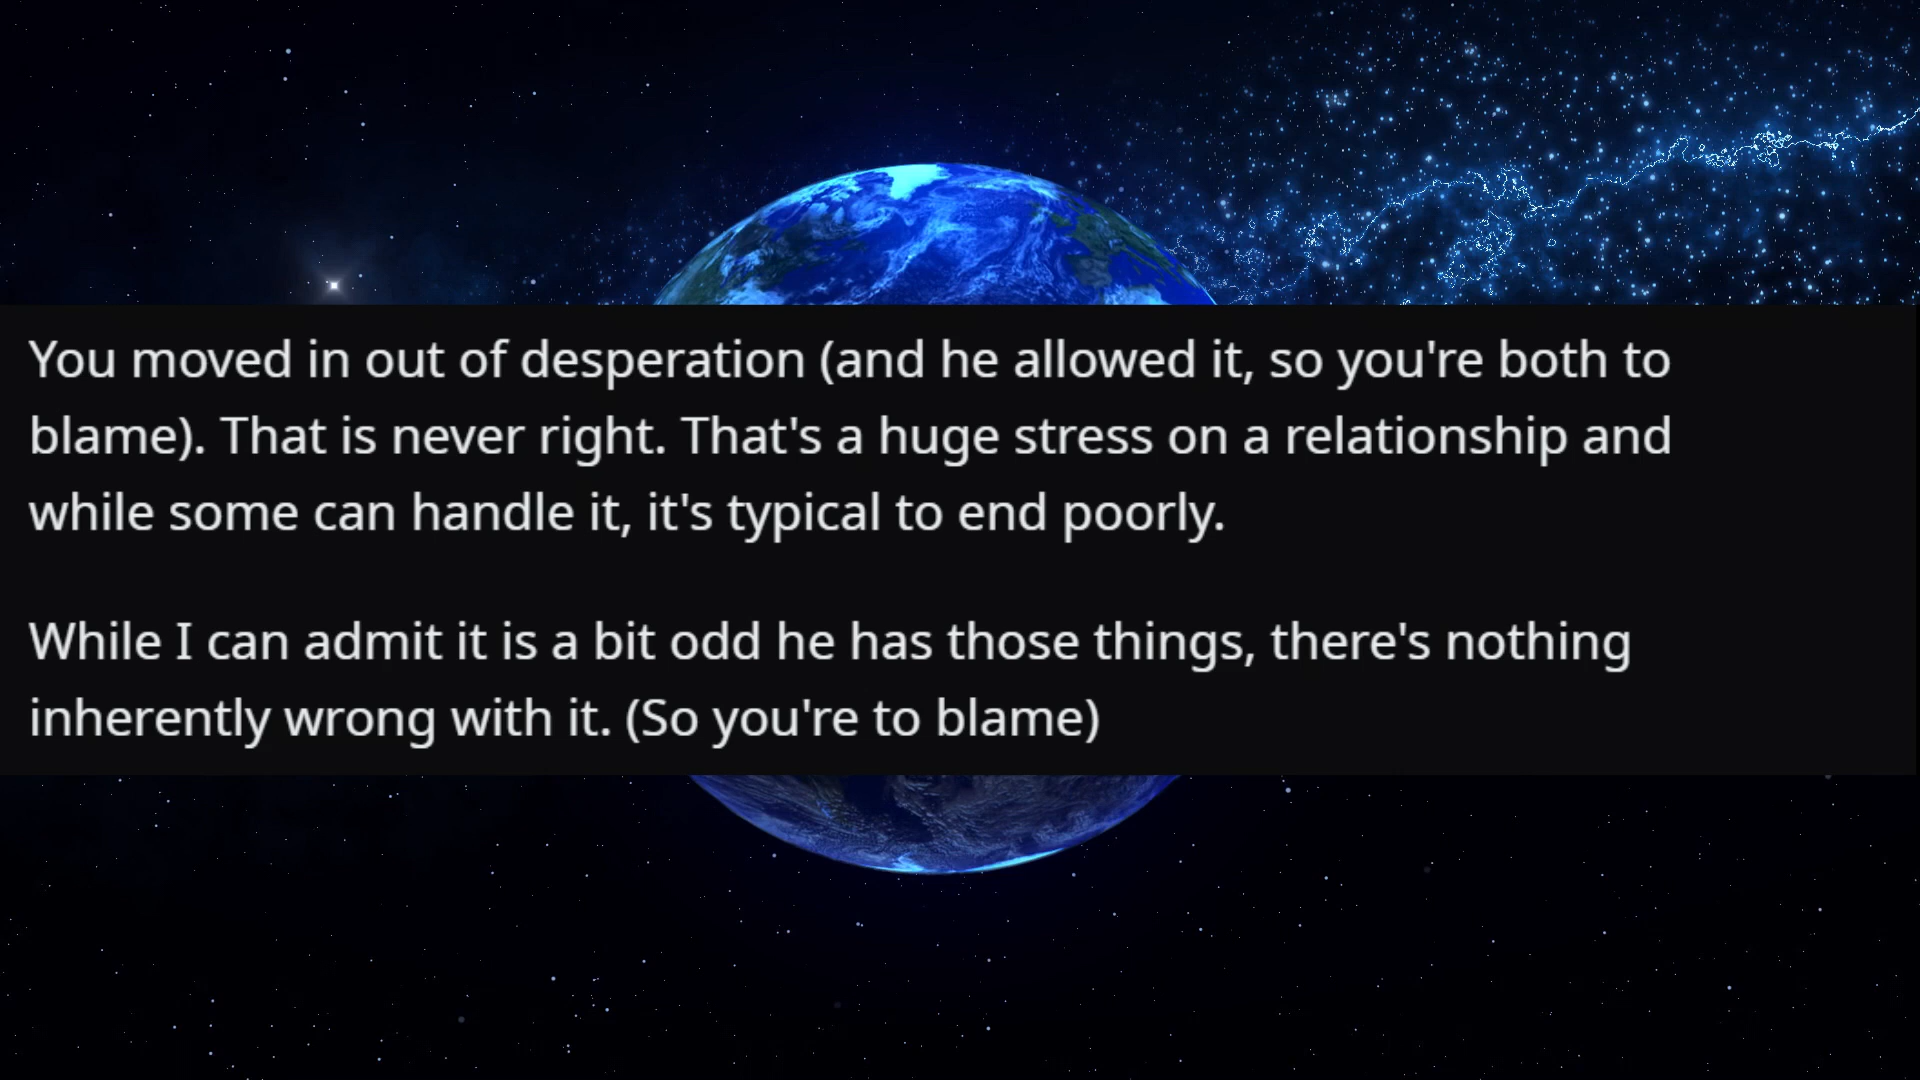 You moved in out of desperation (and he allowed it, so you're both to
blame). That is never right. That's a huge stress on a relationship and
while some can handle it, it's typical to end poorly.
While I can admit it is a bit odd he has those things, there's nothing
inherently wrong with it. (So you're to blame)